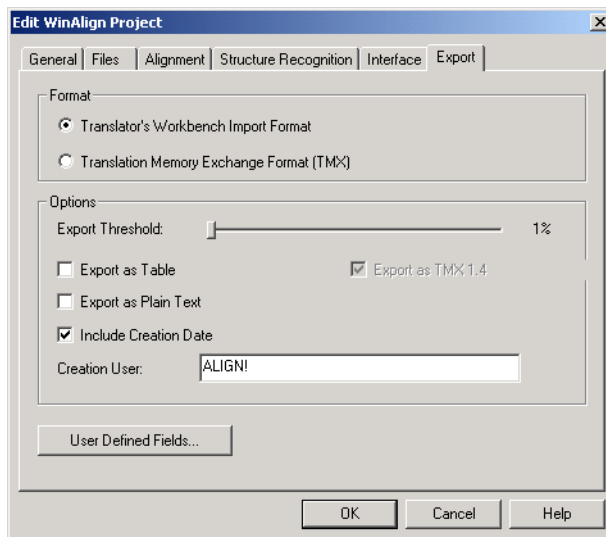 Edit WinAlign Project
General Files Alignment Structure Recognition Interface Export
Format
Translator's Workbench Import Format
Translation Memory Exchange Format (TMX)
Options
Export Threshold: 1%
Export as Table Export as TMX 1.4
Export as Plain Text
Include Creation Date
Creation User: ALIGN!
User Defined Fields...
OK Cancel Help